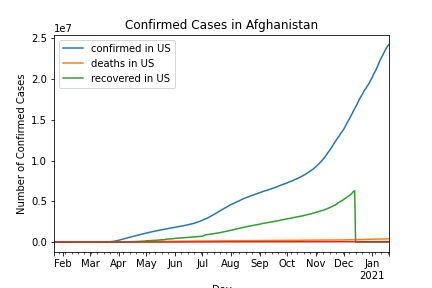 Confirmed Cases in Afghanistan
1e7
confirmed in US
deaths in US
recovered in US
Number of Confirmed Cases
2.5
2.0
1.5
1.0
0.5
0.0
Feb Mar Apr May Jun Jul Aug Sep Oct Nov Dec Jan
2021